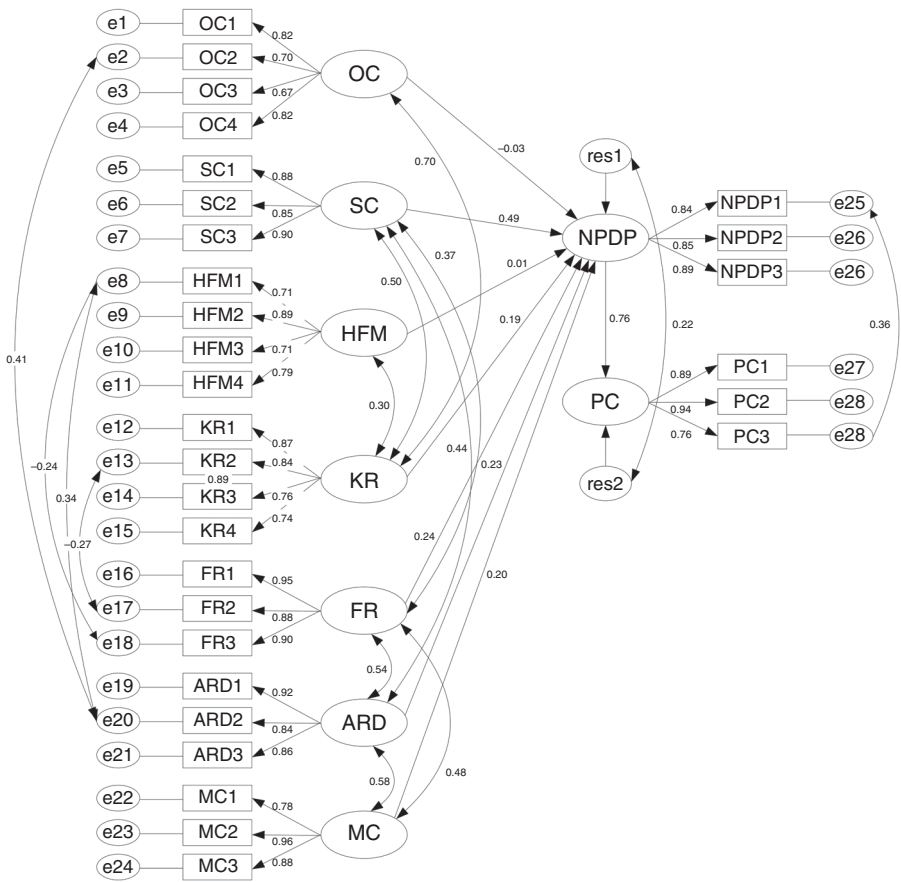 e1 OC1 0.82
e2 OC2 0.70
OC
e3 OC3 0.67
e4 OC4 0.82
−0.03
0.70
res1
e5 SC1 0.88
e6 SC2 0.85
SC
e7 SC3 0.90
0.49
NPDP
0.84 NPDP1 e25
0.85 NPDP2 e26
0.89 NPDP3 e26
0.37
0.50
0.01
e8 HFM1 0.71
e9 HFM2 0.89
HFM
e10 HFM3 0.71
e11 HFM4 0.79
0.19
0.76
0.22
0.36
0.41
0.30
PC
0.89 PC1 e27
0.94 PC2 e28
0.76 PC3 e28
res2
e12 KR1 0.87
e13 KR2 0.84
0.89
KR
e14 KR3 0.76
e15 KR4 0.74
0.44
0.23
−0.24
0.34
−0.27
0.24
0.20
e16 FR1 0.95
e17 FR2 0.88
FR
e18 FR3 0.90
0.54
e19 ARD1 0.92
e20 ARD2 0.84
ARD
e21 ARD3 0.86
0.58
0.48
e22 MC1 0.78
e23 MC2 0.96
MC
e24 MC3 0.88